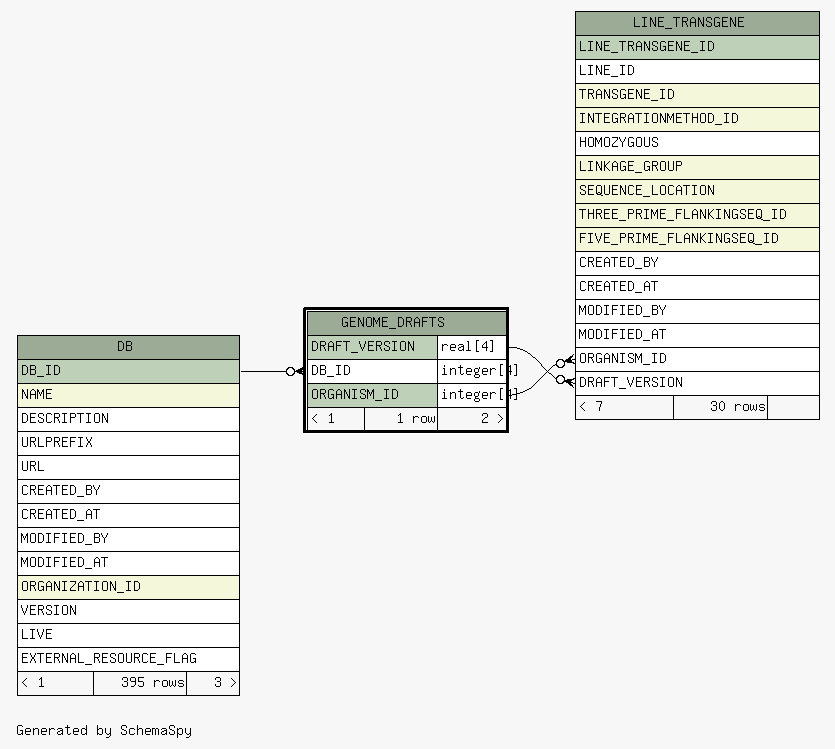 LINE_TRANSGENE
LINE_TRANSGENE_ID
LINE_ID
TRANSGENE_ID
INTEGRATIONMETHOD_ID
HOMOZYGOUS
LINKAGE_GROUP
SEQUENCE_LOCATION
THREE_PRIME_FLANKINGSEQ_ID
FIVE_PRIME_FLANKINGSEQ_ID
CREATED_BY
CREATED_AT
MODIFIED_BY
MODIFIED_AT
ORGANISM_ID
DRAFT_VERSION
< 7 30 rows
GENOME_DRAFTS
DRAFT_VERSION real[4]
DB_ID integer[4]
ORGANISM_ID integer[4]
< 1 1 row 2 >
DB
DB_ID
NAME
DESCRIPTION
URLPREFIX
URL
CREATED_BY
CREATED_AT
MODIFIED_BY
MODIFIED_AT
ORGANIZATION_ID
VERSION
LIVE
EXTERNAL_RESOURCE_FLAG
< 1 395 rows 3 >
Generated by SchemaSpy